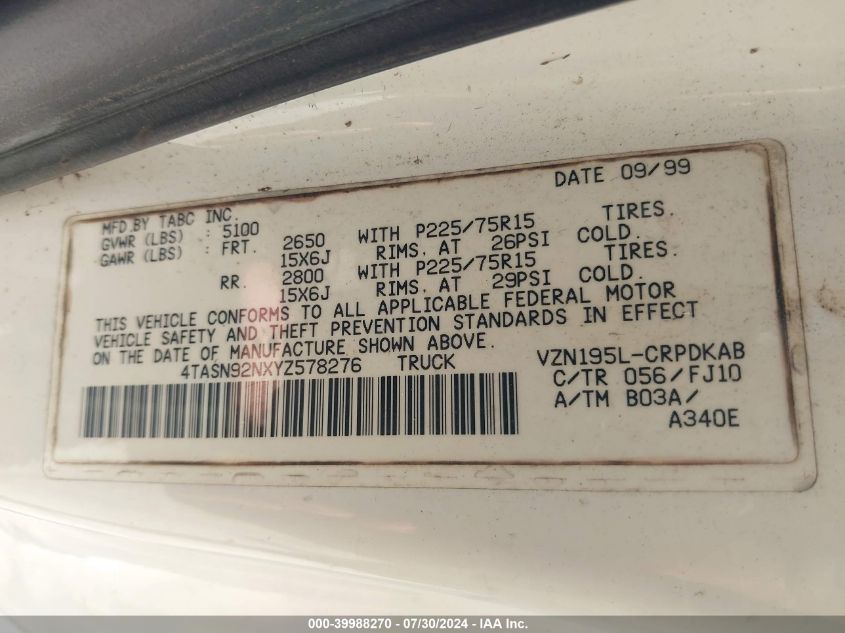 DATE 09/99
MFD.BY TABC INC.
GVWR (LBS) : 5100
GAWR (LBS) : FRT. 2650 WITH P225/75R15 TIRES.
15X6J RIMS. AT 26PSI COLD.
RR. 2800 WITH P225/75R15 TIRES.
15X6J RIMS. AT 29PSI COLD.
THIS VEHICLE CONFORMS TO ALL APPLICABLE FEDERAL MOTOR
VEHICLE SAFETY AND THEFT PREVENTION STANDARDS IN EFFECT
ON THE DATE OF MANUFACTURE SHOWN ABOVE.
4TASN92NXYZ578276 TRUCK VZN195L-CRPDKAB
C/TR 056/FJ10
A/TM B03A/
A340E
000-39988270 - 07/30/2024 - IAA Inc.